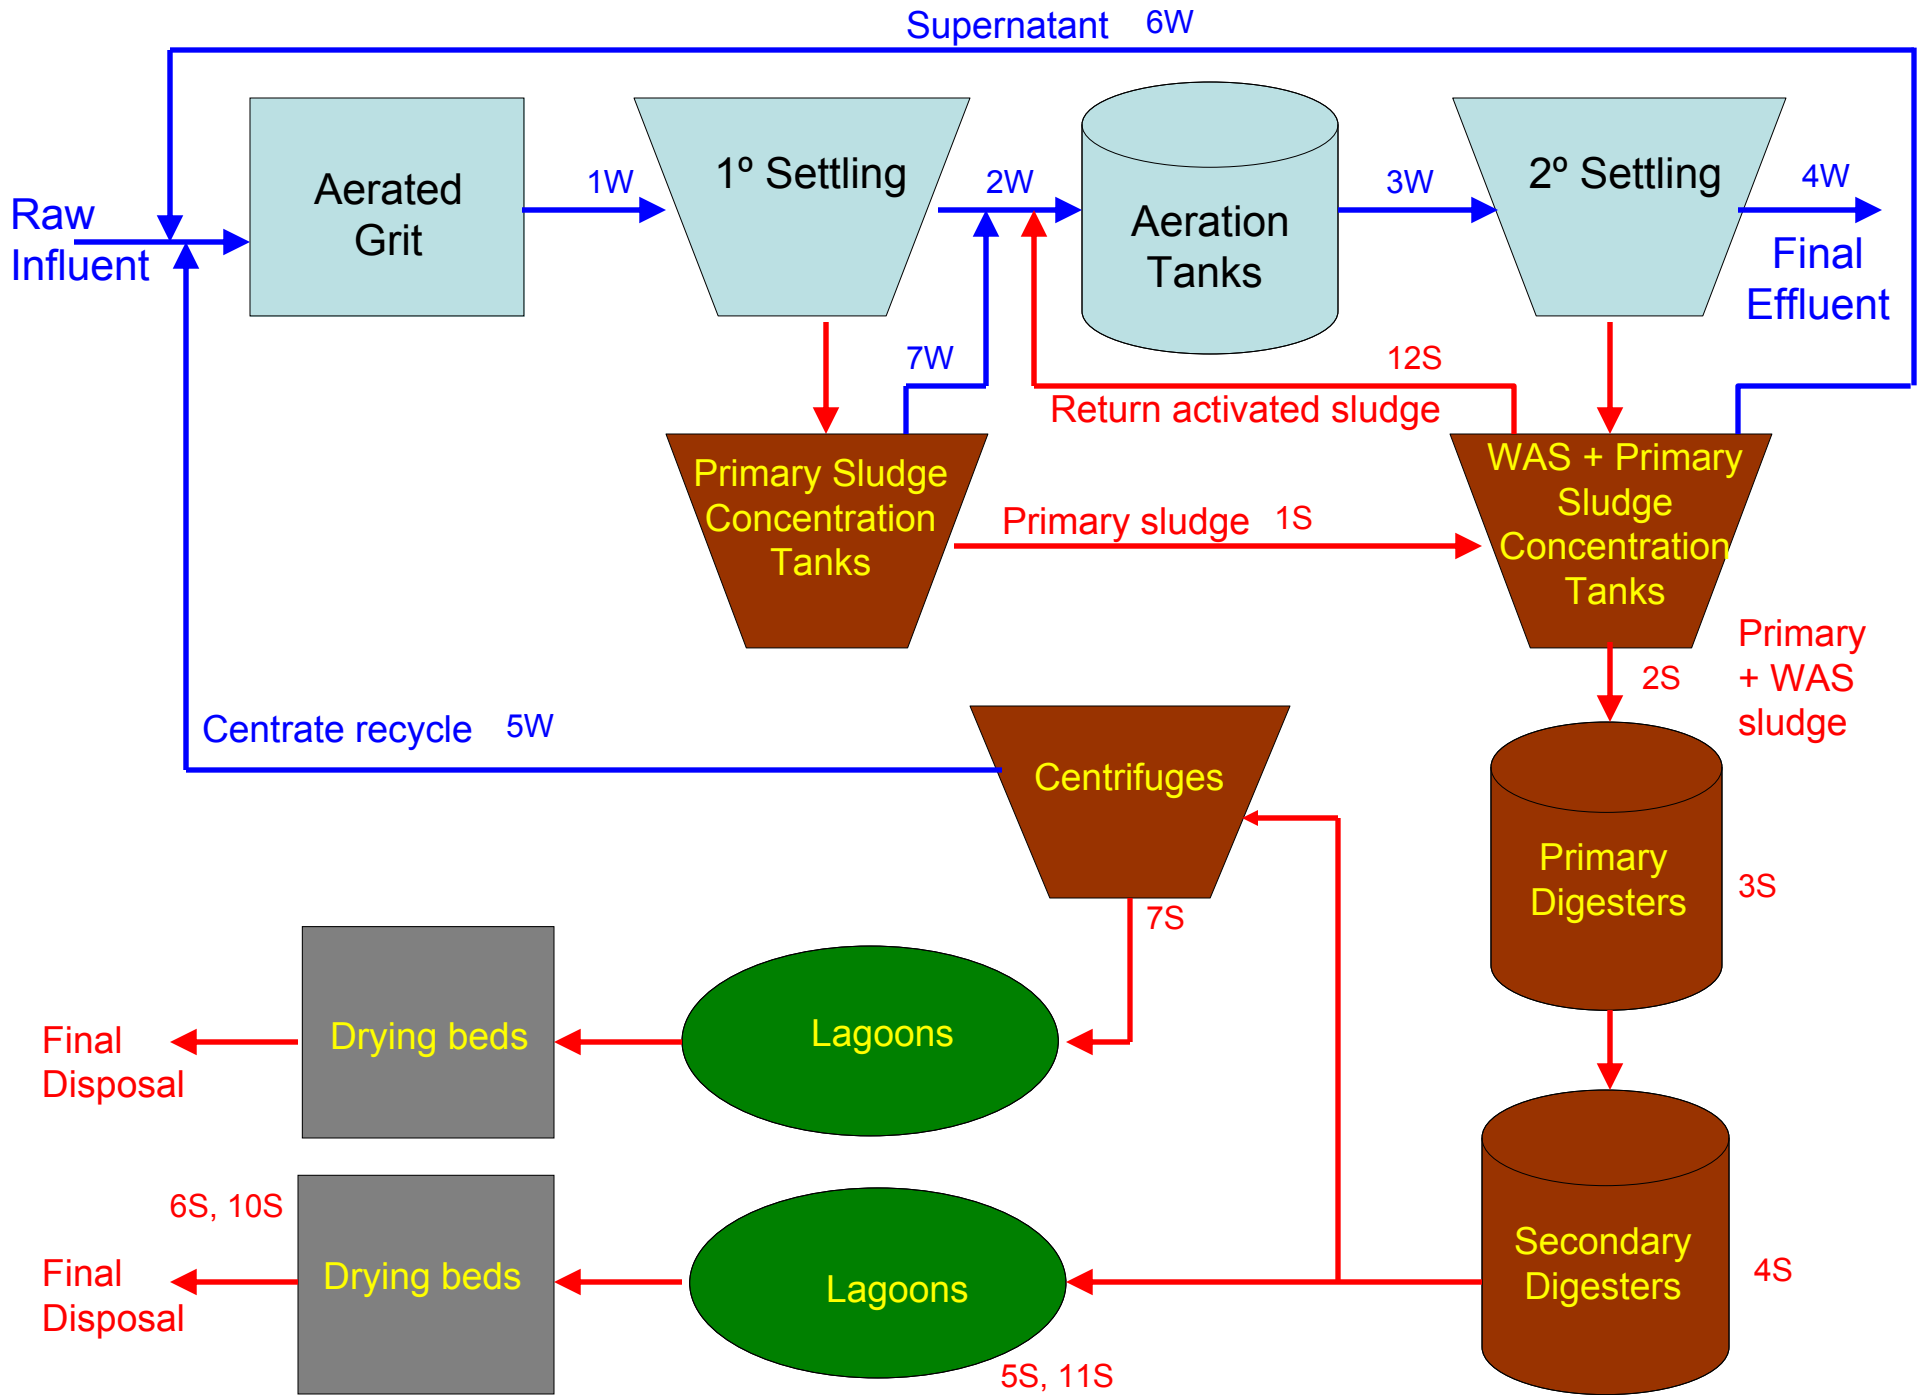 Supernatant 6W
Aerated
Grit
1W
1º Settling
2W
Aeration
Tanks
3W
2º Settling
4W
Raw
Influent
Final
Effluent
7W
12S
Return activated sludge
Primary Sludge
Concentration
Tanks
Primary sludge 1S
WAS + Primary
Sludge
Concentration
Tanks
2S
Primary
+ WAS
sludge
Centrate recycle 5W
Centrifuges
7S
Primary
Digesters
3S
Final
Disposal
Drying beds
Lagoons
6S, 10S
Final
Disposal
Drying beds
Lagoons
5S, 11S
Secondary
Digesters
4S